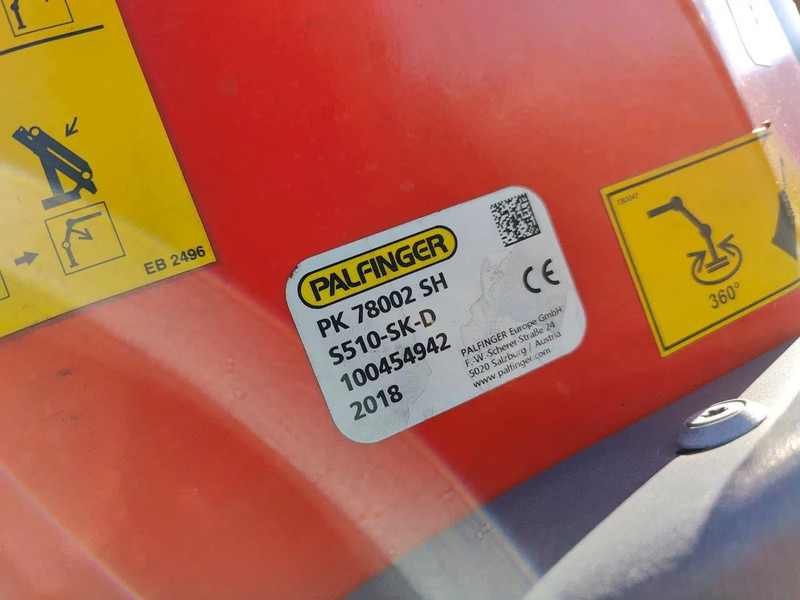 EB 2496
PALFINGER
PK 78002 SH
S510-SK-D
100454942
2018
CE
PALFINGER Europe GmbH
F.-W.-Scherer-Straße 24
5020 Salzburg / Austria
www.palfinger.com
EB3247
360°